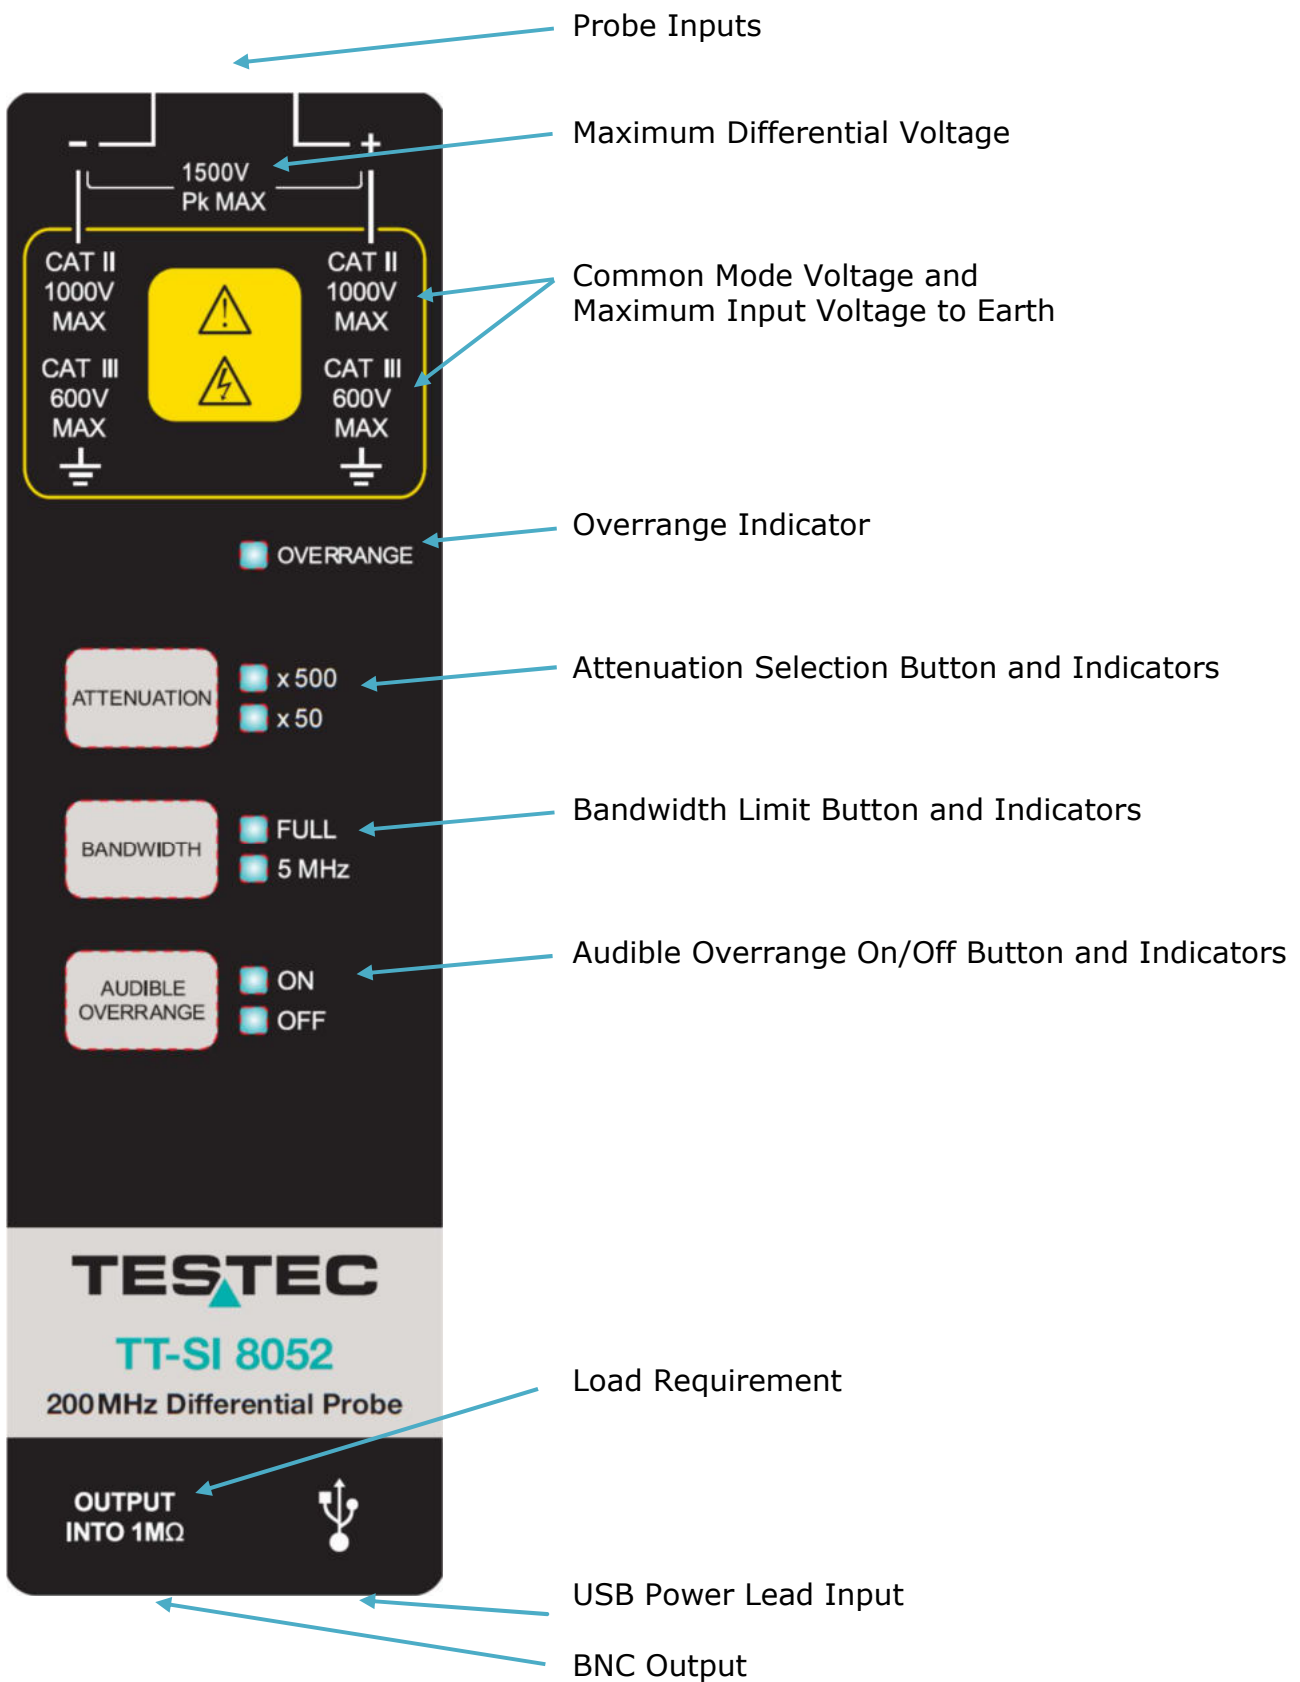 Probe Inputs
Maximum Differential Voltage
- +
1500V
Pk MAX
CAT II
1000V
MAX
CAT III
600V
MAX
CAT II
1000V
MAX
CAT III
600V
MAX
Common Mode Voltage and
Maximum Input Voltage to Earth
Overrange Indicator
OVERRANGE
Attenuation Selection Button and Indicators
ATTENUATION
x 500
x 50
Bandwidth Limit Button and Indicators
BANDWIDTH
FULL
5 MHz
Audible Overrange On/Off Button and Indicators
AUDIBLE
OVERRANGE
ON
OFF
TESTEC
TT-SI 8052
200MHz Differential Probe
Load Requirement
OUTPUT
INTO 1MΩ
USB Power Lead Input
BNC Output